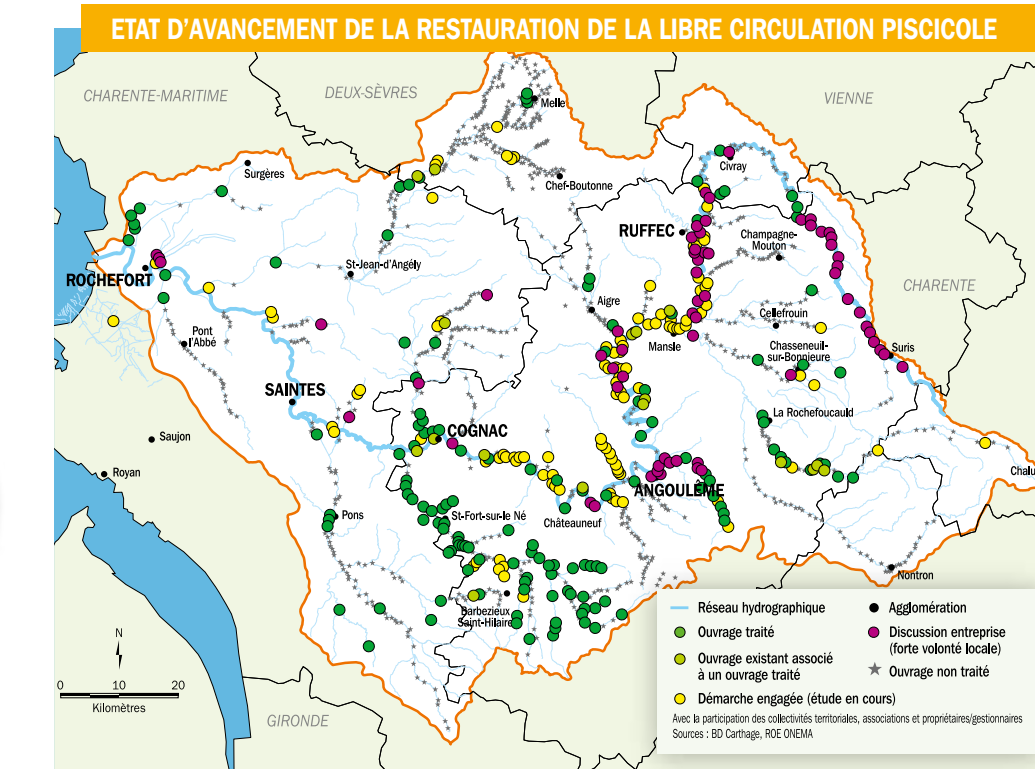 ETAT D'AVANCEMENT DE LA RESTAURATION DE LA LIBRE CIRCULATION PISCICOLE
CHARENTE-MARITIME
DEUX-SÈVRES
VIENNE
Melle
Surgères
Civray
Chef-Boutonne
RUFFEC
Champagne-
Mouton
ROCHEFORT
St-Jean-d'Angély
CHARENTE
Aigre
Cellefrouin
Pont
l'Abbé
Mansle
Chasseneuil
sur-Bonnieure
Suris
SAINTES
La Rochefoucauld
Saujon
COGNAC
Royan
ANGOULÊME
Chalu
Pons
St-Fort-sur-le Né
Châteauneuf
Nontron
Barbezieux
Saint-Hilaire
N
0 10 20
Kilomètres
GIRONDE
Réseau hydrographique
Agglomération
Ouvrage traité
Discussion entreprise
(forte volonté locale)
Ouvrage existant associé
à un ouvrage traité
Ouvrage non traité
Démarche engagée (étude en cours)
Avec la participation des collectivités territoriales, associations et propriétaires/gestionnaires
Sources : BD Carthage, ROE ONEMA